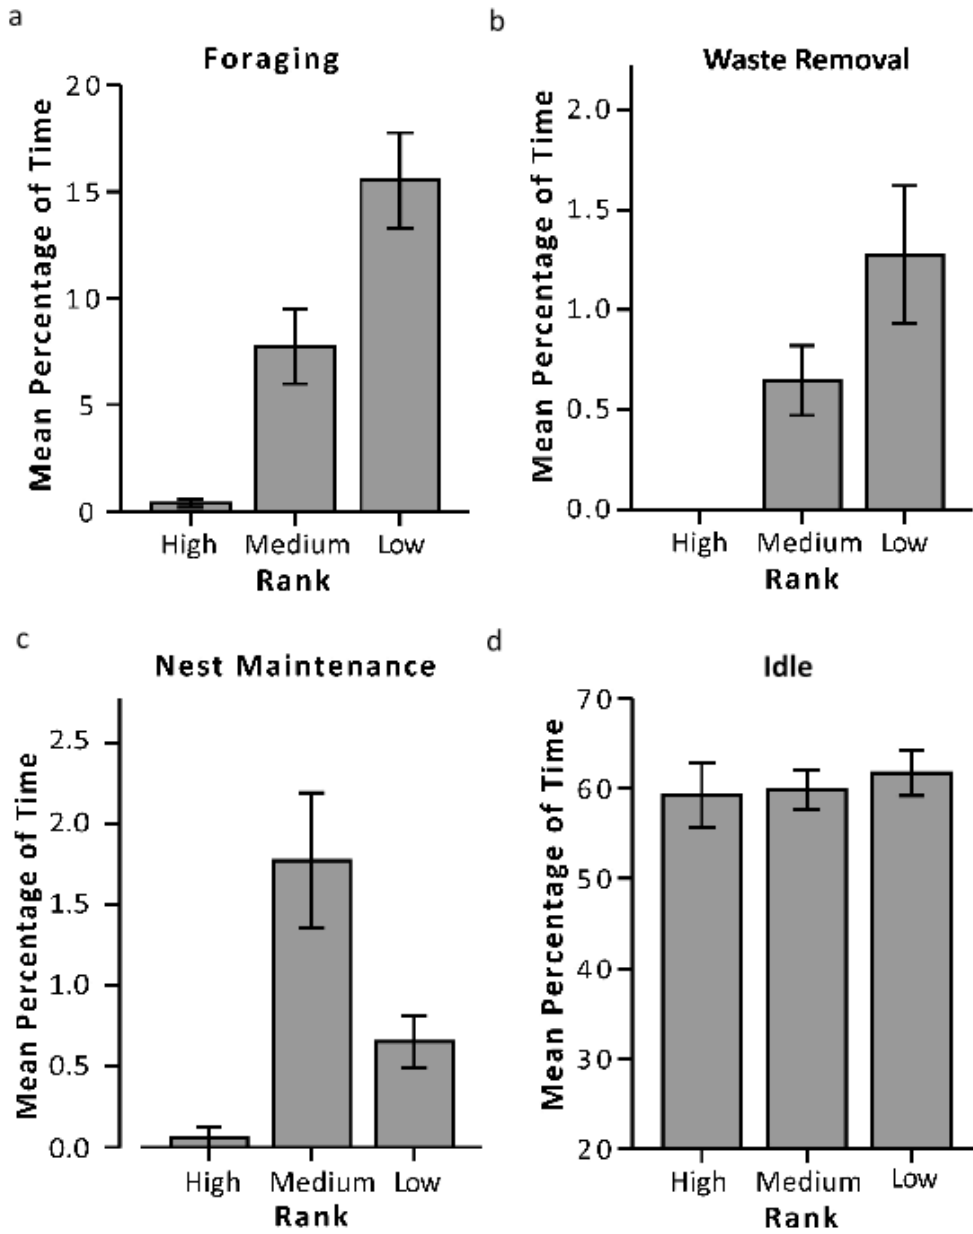 a
Foraging
Mean Percentage of Time
20
15
10
5
0
High Medium Low
Rank
b
Waste Removal
Mean Percentage of Time
2.0
1.5
1.0
0.5
0.0
High Medium Low
Rank
c
Nest Maintenance
Mean Percentage of Time
2.5
2.0
1.5
1.0
0.5
0.0
High Medium Low
Rank
d
Idle
Mean Percentage of Time
70
60
50
40
30
20
High Medium Low
Rank